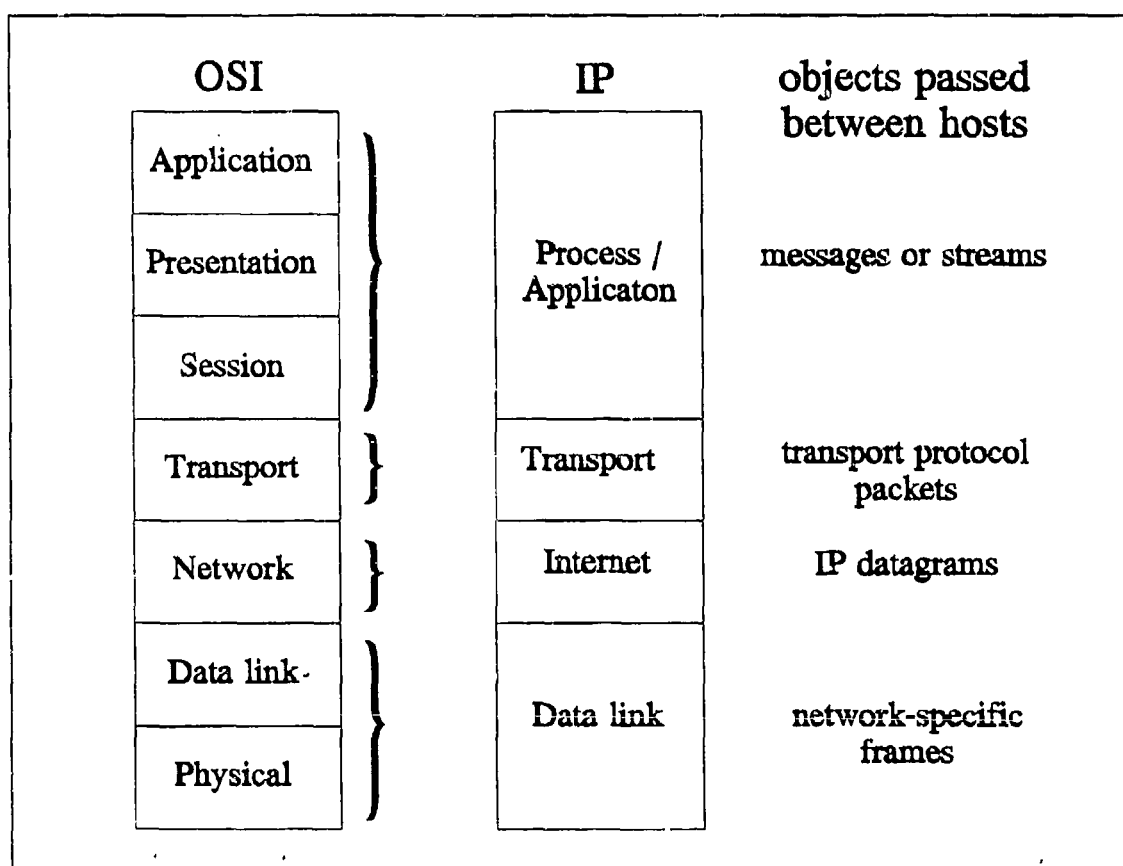 OSI
IP
objects passed
between hosts
Application
Presentation
Session
Transport
Network
Data link
Physical
Process /
Applicaton
Transport
Internet
Data link
messages or streams
transport protocol
packets
IP datagrams
network-specific
frames